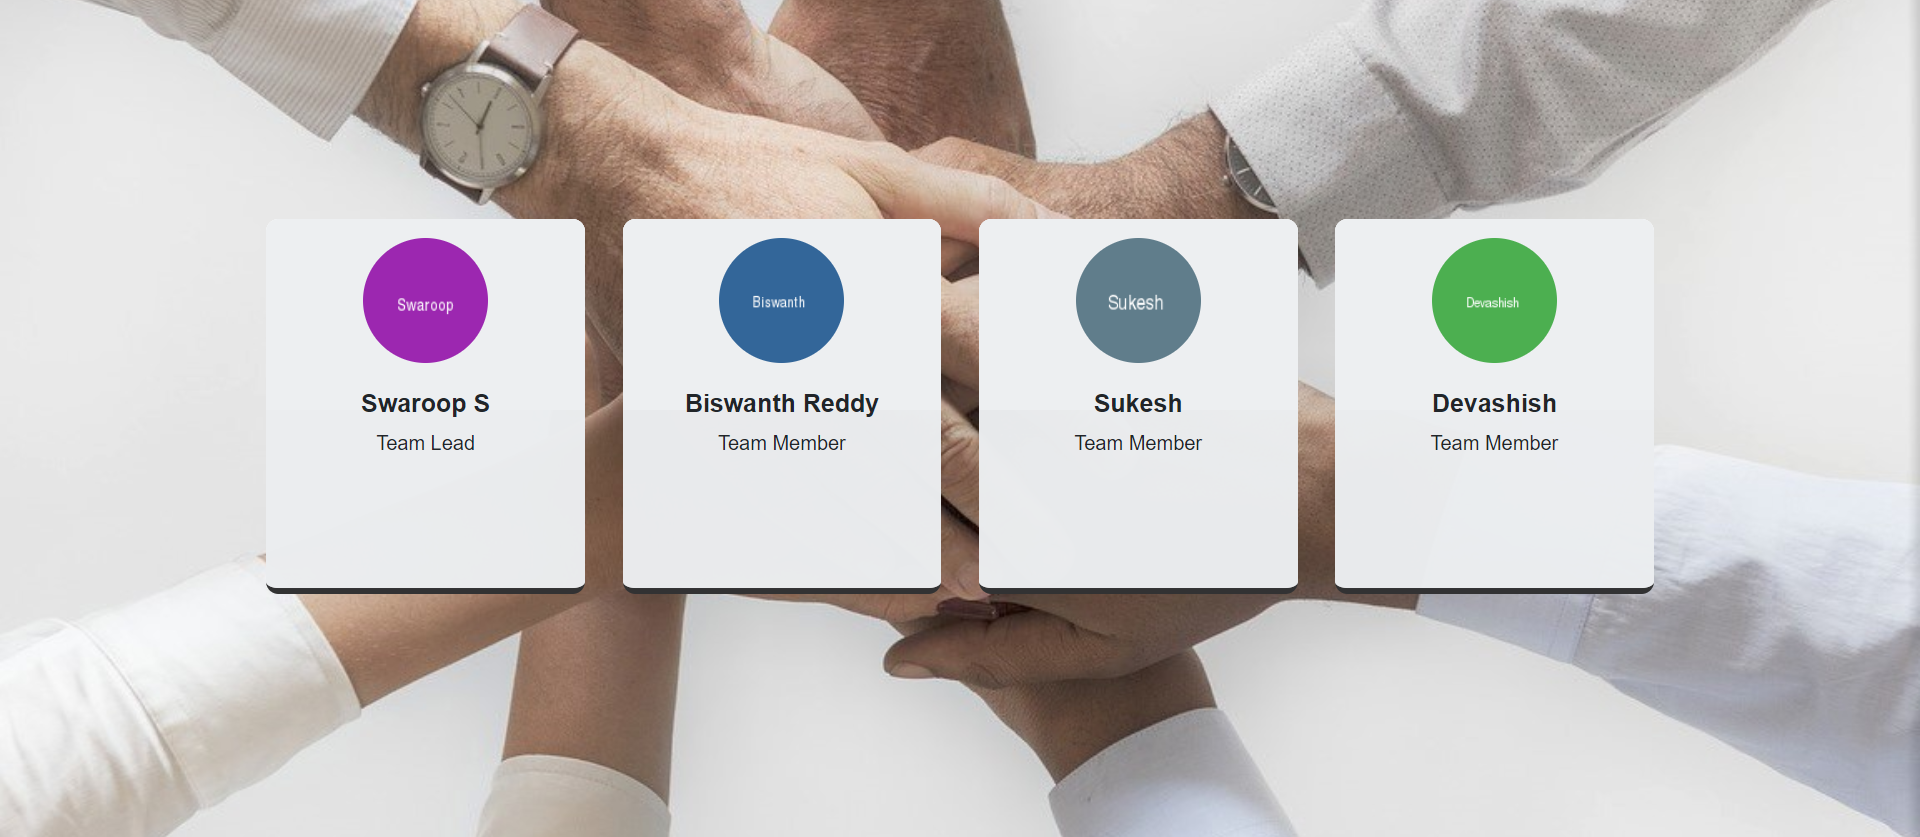 Swaroop
Swaroop S
Team Lead
Biswanth
Biswanth Reddy
Team Member
Sukesh
Sukesh
Team Member
Devashish
Devashish
Team Member